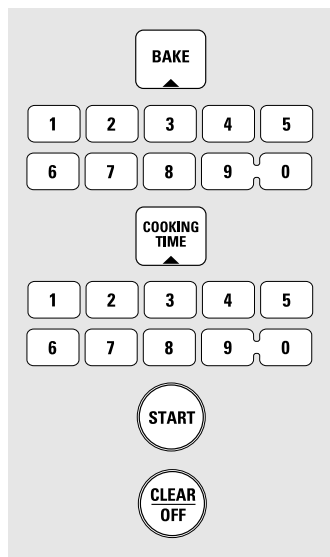 BAKE
1 2 3 4 5
6 7 8 9 0
COOKING
TIME
1 2 3 4 5
6 7 8 9 0
START
CLEAR
OFF